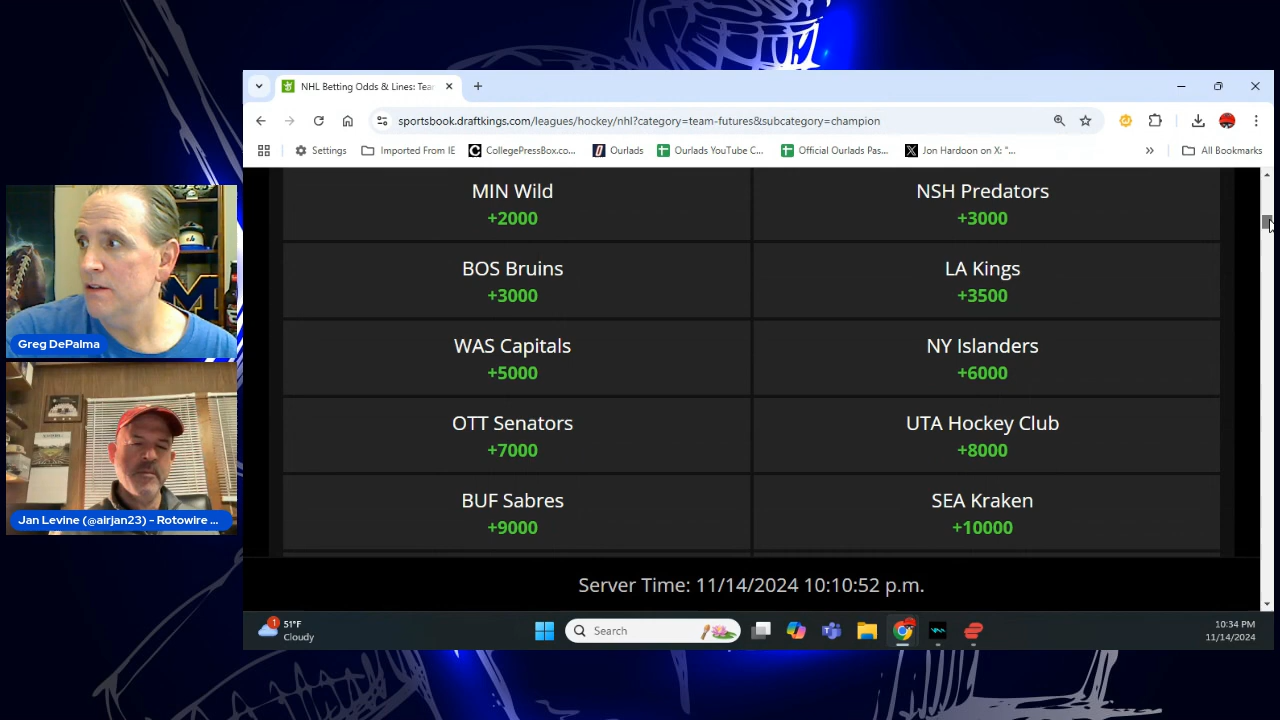 NHL Betting Odds & Lines: Tea
sportsbook.draftkings.com/leagues/hockey/nhl?category=team-futures&subcategory=champion
Settings
Imported From IE
CollegePressBox.co...
Ourlads
Ourlads YouTube C...
Official Ourlads Pas...
Jon Hardoon on X: "...
»
All Bookmarks
MIN Wild
+2000
NSH Predators
+3000
BOS Bruins
+3000
LA Kings
+3500
WAS Capitals
+5000
NY Islanders
+6000
OTT Senators
+7000
UTA Hockey Club
+8000
BUF Sabres
+9000
SEA Kraken
+10000
Server Time: 11/14/2024 10:10:52 p.m.
Greg DePalma
Jan Levine (@alrjan23) - Rotowire ...
1
51°F
Cloudy
Search
10:34 PM
11/14/2024